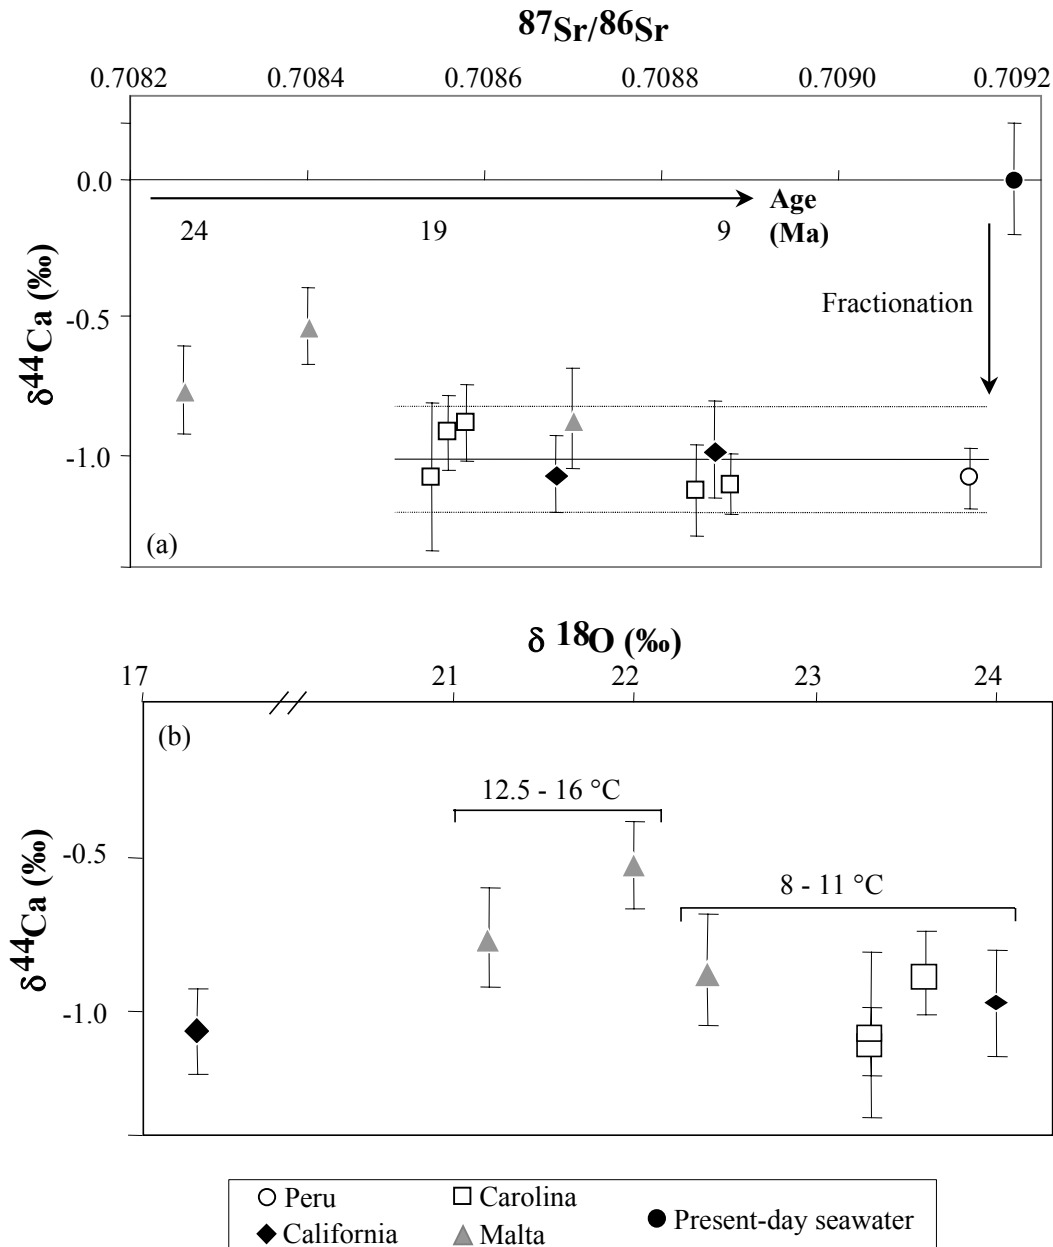 87Sr/86Sr
0.7082 0.7084 0.7086 0.7088 0.7090 0.7092
0.0
Age
(Ma)
24 19 9
Fractionation
-0.5
-1.0
δ44Ca (‰)
(a)
δ 18O (‰)
17 21 22 23 24
(b)
12.5 - 16 °C
8 - 11 °C
-0.5
-1.0
δ44Ca (‰)
Peru Carolina
California Malta
Present-day seawater